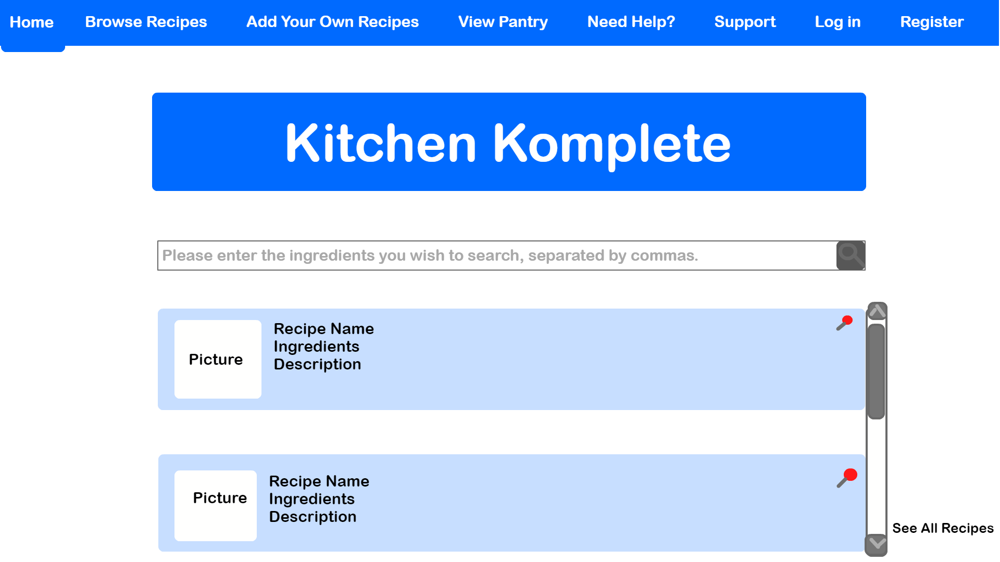 Home Browse Recipes Add Your Own Recipes View Pantry Need Help? Support Log in Register
Kitchen Komplete
Please enter the ingredients you wish to search, separated by commas.
Picture
Recipe Name
Ingredients
Description
Picture
Recipe Name
Ingredients
Description
See All Recipes